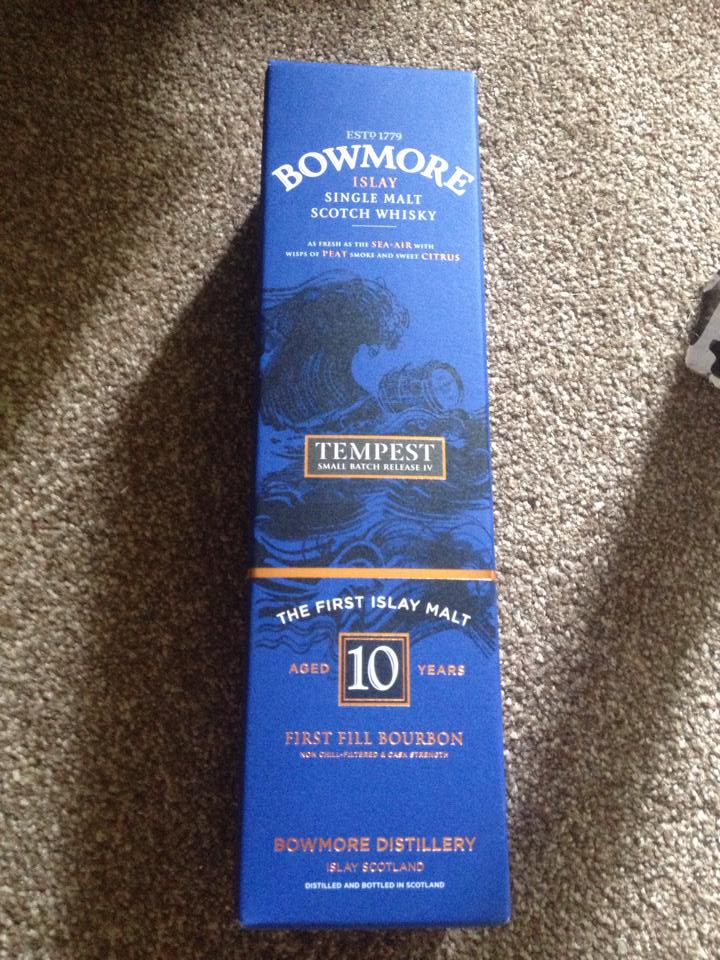 ESTD 1779
BOWMORE
ISLAY
SINGLE MALT
SCOTCH WHISKY
AS FRESH AS THE SEA-AIR WITH
WISPS OF PEAT SMOKE AND SWEET CITRUS
TEMPEST
SMALL BATCH RELEASE IV
THE FIRST ISLAY MALT
AGED 10 YEARS
FIRST FILL BOURBON
NON CHILL-FILTERED & CASK STRENGTH
BOWMORE DISTILLERY
ISLAY SCOTLAND
DISTILLED AND BOTTLED IN SCOTLAND